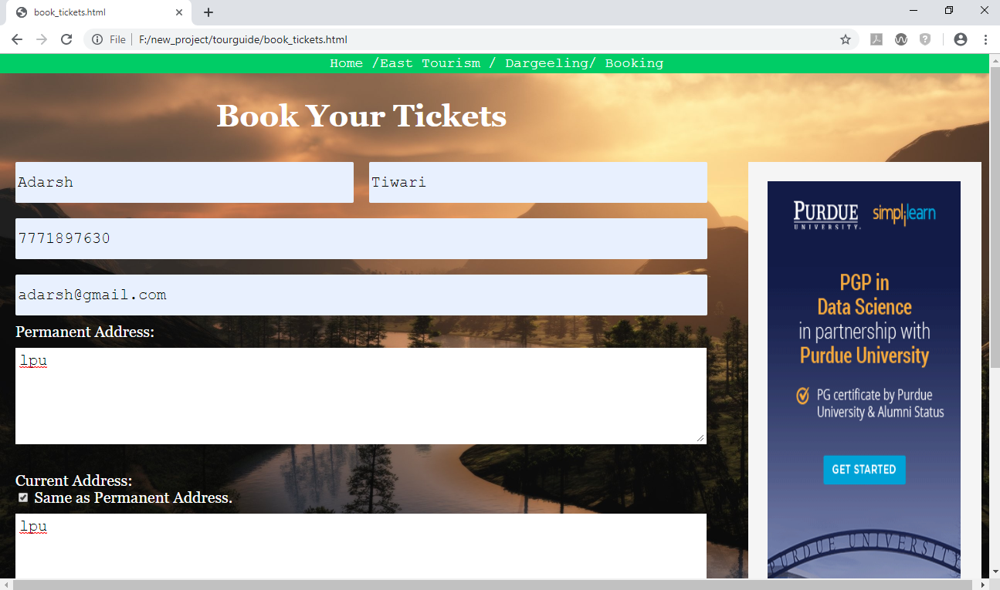 book_tickets.html
File F:/new_project/tourguide/book_tickets.html
Home /East Tourism / Dargeeling/ Booking
Book Your Tickets
Adarsh
Tiwari
7771897630
adarsh@gmail.com
Permanent Address:
lpu
Current Address:
Same as Permanent Address.
lpu
PURDUE
UNIVERSITY.
simplilearn
PGP in
Data Science
in partnership with
Purdue University
PG certificate by Purdue
University & Alumni Status
GET STARTED
PURDUE UNIVERSITY